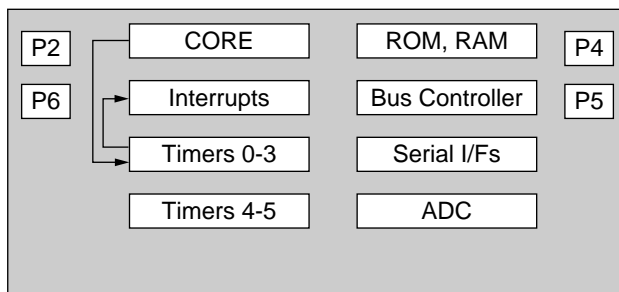 P2 CORE ROM, RAM P4
P6 Interrupts Bus Controller P5
Timers 0-3 Serial I/Fs
Timers 4-5 ADC